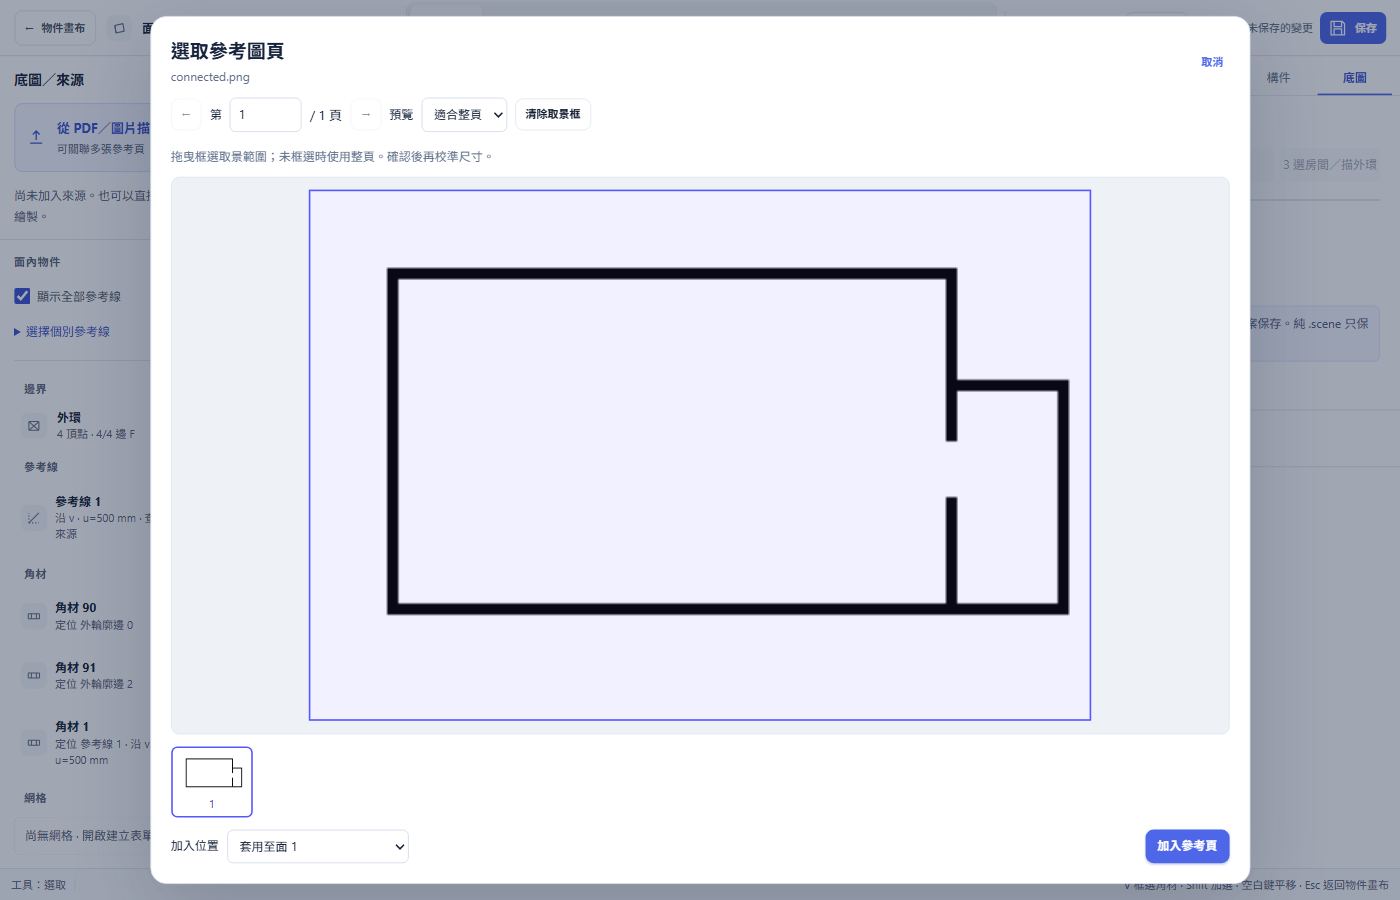 ← 物件畫布
面
未保存的變更
保存
選取參考圖頁
connected.png
取消
← 第 1 / 1 頁 → 預覽 適合整頁 清除取景框
拖曳框選取景範圍；未框選時使用整頁。確認後再校準尺寸。
1
加入位置 套用至面 1
加入參考頁
底圖／來源
從 PDF／圖片描
可關聯多張參考頁
尚未加入來源。也可以直接
繪製。
面內物件
顯示全部參考線
選擇個別參考線
邊界
外環
4 頂點 · 4/4 邊 F
參考線
參考線 1
沿 v · u=500 mm · 查
來源
角材
角材 90
定位 外輪廓邊 0
角材 91
定位 外輪廓邊 2
角材 1
定位 參考線 1 · 沿 v
u=500 mm
網格
尚無網格 · 開啟建立表單
構件
底圖
3 選房間／描外環
案保存。純 .scene 只保
工具：選取
V 框選角材 · Shift 加選 · 空白鍵平移 · Esc 返回物件畫布